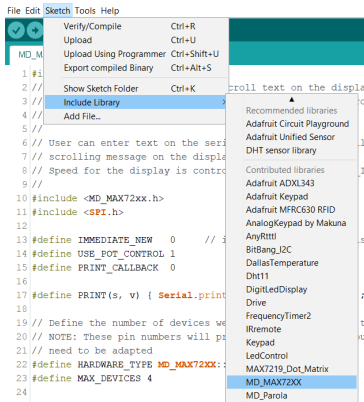 File Edit Sketch Tools Help
Verify/Compile Ctrl+R
Upload Ctrl+U
Upload Using Programmer Ctrl+Shift+U
Export compiled Binary Ctrl+Alt+S
Show Sketch Folder Ctrl+K
Include Library
Add File...
Recommended libraries
Adafruit Circuit Playground
Adafruit Unified Sensor
DHT sensor library
Contributed libraries
Adafruit ADXL343
Adafruit Keypad
Adafruit MFRC630 RFID
AnalogKeypad by Makuna
AnyRtttl
BitBang_I2C
DallasTemperature
Dht11
DigitLedDisplay
Drive
FrequencyTimer2
IRremote
Keypad
LedControl
MAX7219_Dot_Matrix
MD_MAX72XX
MD_Parola
MD_M
1 #i
2 // croll text on the displa
3 //
4 //
5 //
6 // User can enter text on the seri
7 // scrolling message on the displa
8 // Speed for the display is contro
9 //
10 #include <MD_MAX72xx.h>
11 #include <SPI.h>
12
13 #define IMMEDIATE_NEW 0 // i
14 #define USE_POT_CONTROL 1
15 #define PRINT_CALLBACK 0
16
17 #define PRINT(s, v) { Serial.print
18
19 // Define the number of devices we
20 // NOTE: These pin numbers will pr
21 // need to be adapted
22 #define HARDWARE_TYPE MD_MAX72XX::
23 #define MAX_DEVICES 4
24